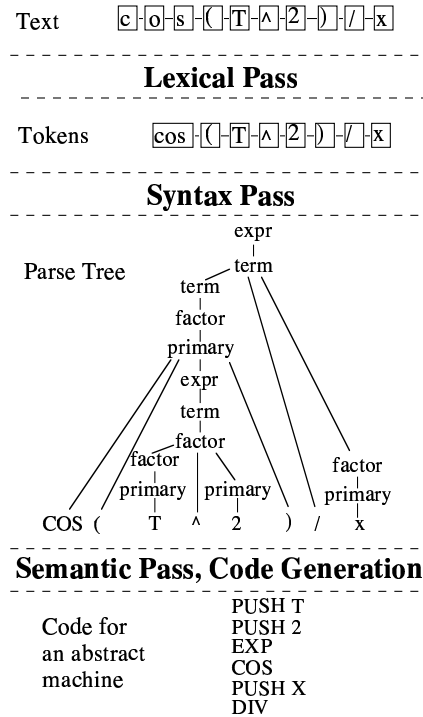 Text c o s ( T ^ 2 ) / x
Lexical Pass
Tokens cos ( T ^ 2 ) / x
Syntax Pass
expr
Parse Tree term
term
factor
primary
expr
term
factor
factor factor
primary primary primary
COS ( T ^ 2 ) / x
Semantic Pass, Code Generation
PUSH T
Code for PUSH 2
an abstract EXP
machine COS
PUSH X
DIV